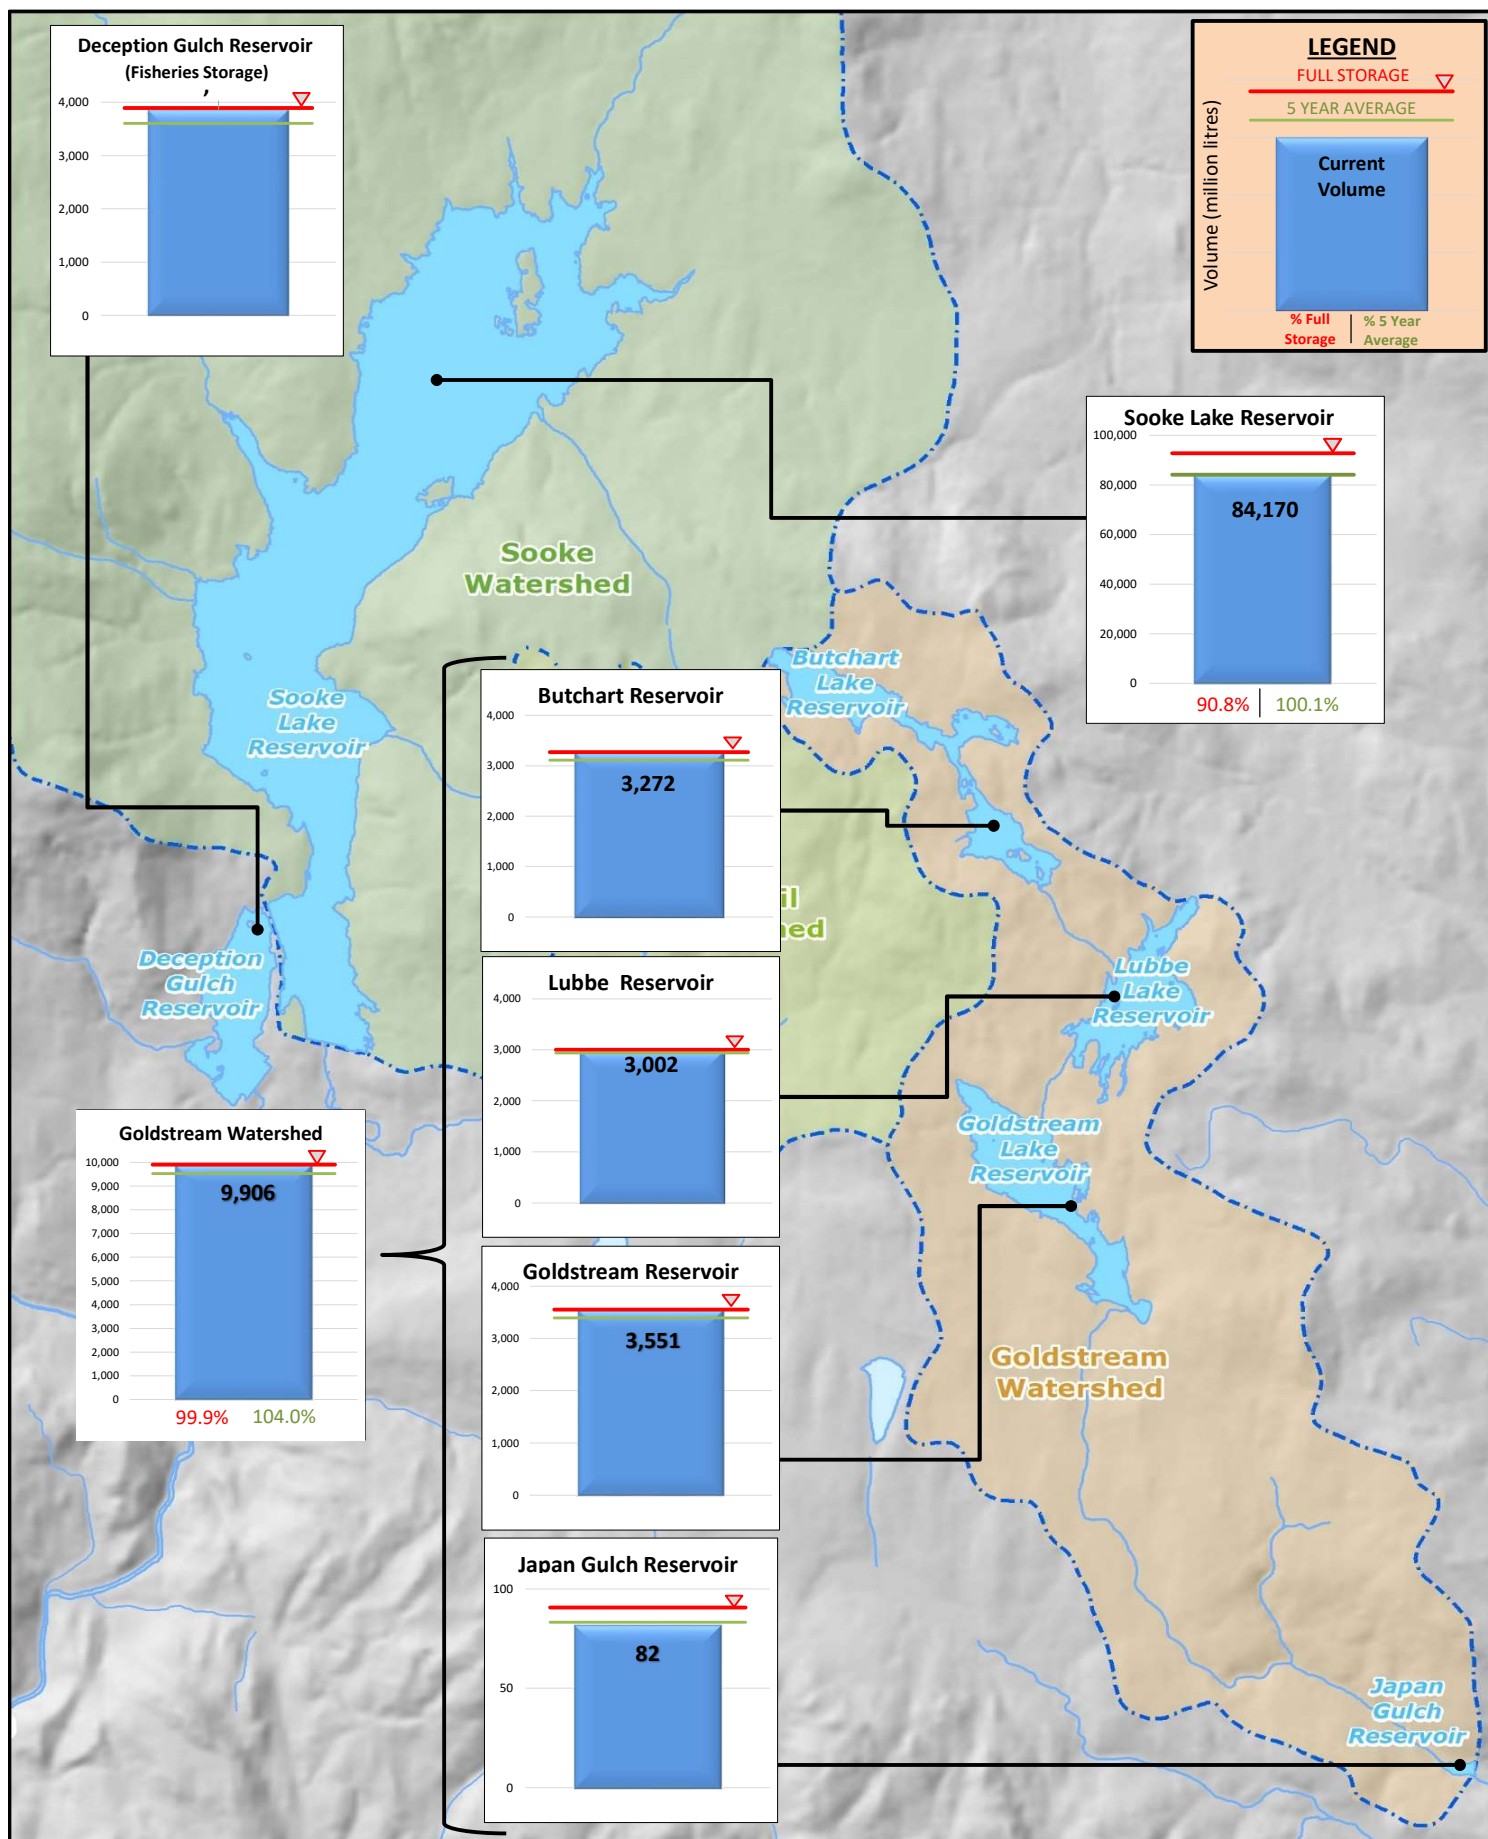 Deception Gulch Reservoir
(Fisheries Storage)
,
4,000
3,000
2,000
1,000
0
LEGEND
FULL STORAGE
5 YEAR AVERAGE
Volume (million litres)
Current
Volume
% Full
Storage
% 5 Year
Average
Sooke Lake Reservoir
100,000
80,000
60,000
40,000
20,000
0
84,170
90.8%
100.1%
Sooke
Watershed
Butchart
Lake
Reservoir
Sooke
Lake
Reservoir
Butchart Reservoir
4,000
3,000
2,000
1,000
0
3,272
il
hed
Deception
Gulch
Reservoir
Lubbe Reservoir
4,000
3,000
2,000
1,000
0
3,002
Lubbe
Lake
Reservoir
Goldstream Watershed
10,000
9,000
8,000
7,000
6,000
5,000
4,000
3,000
2,000
1,000
0
9,906
99.9%
104.0%
Goldstream
Lake
Reservoir
Goldstream Reservoir
4,000
3,000
2,000
1,000
0
3,551
Goldstream
Watershed
Japan Gulch Reservoir
100
50
0
82
Japan
Gulch
Reservoir